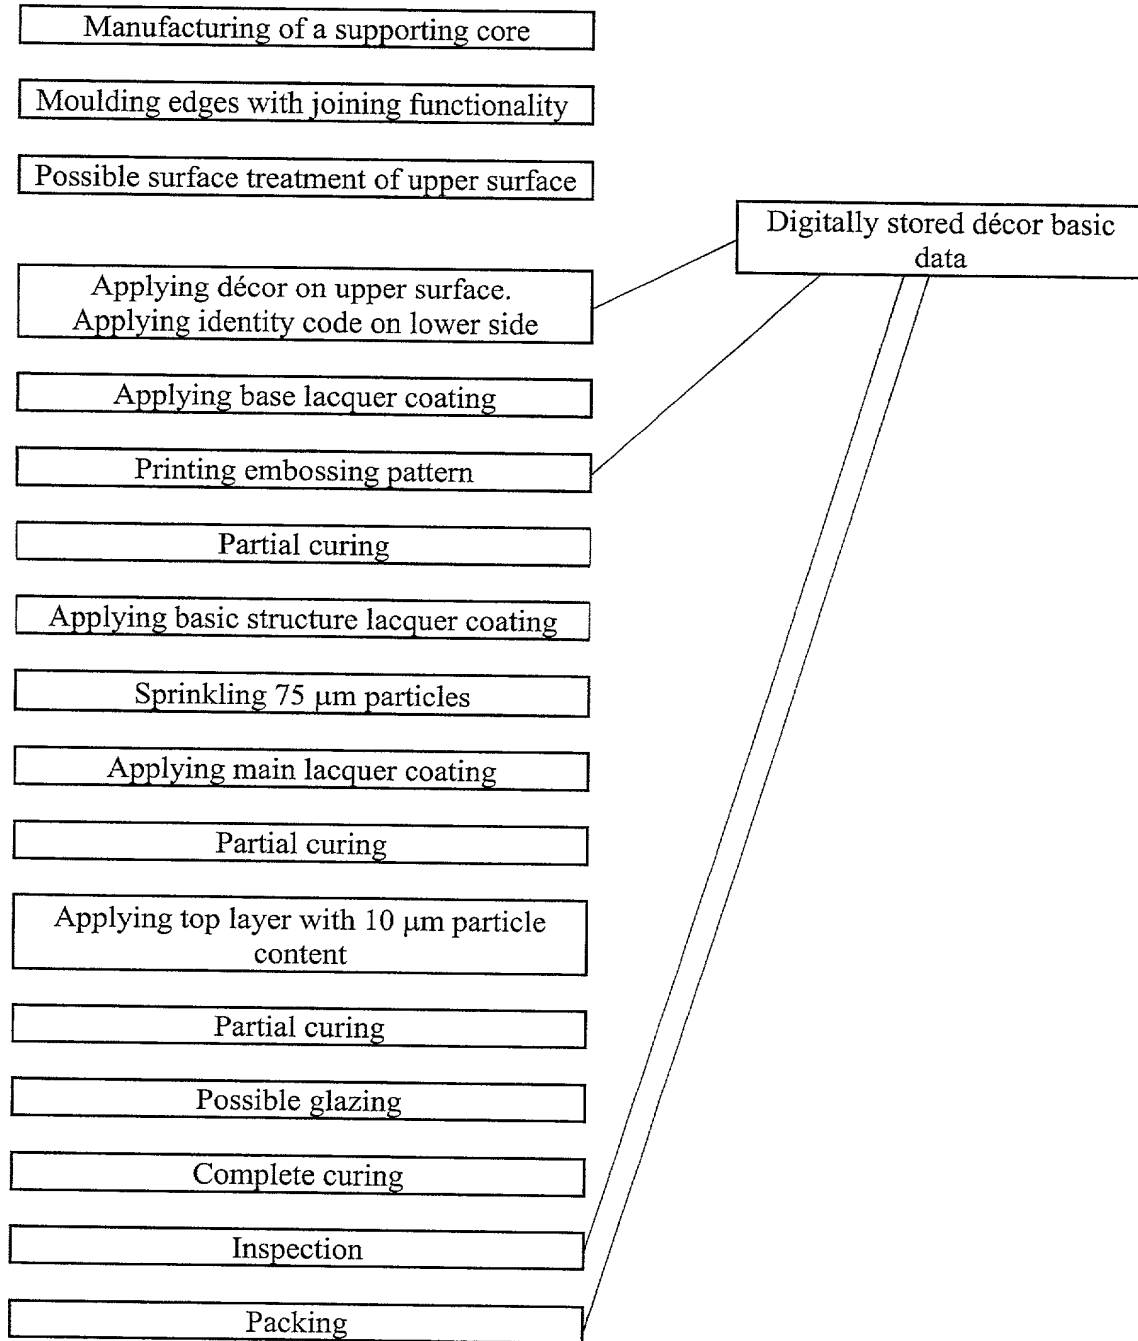 Manufacturing of a supporting core
Moulding edges with joining functionality
Possible surface treatment of upper surface
Digitally stored décor basic
data
Applying décor on upper surface.
Applying identity code on lower side
Applying base lacquer coating
Printing embossing pattern
Partial curing
Applying basic structure lacquer coating
Sprinkling 75 µm particles
Applying main lacquer coating
Partial curing
Applying top layer with 10 µm particle
content
Partial curing
Possible glazing
Complete curing
Inspection
Packing